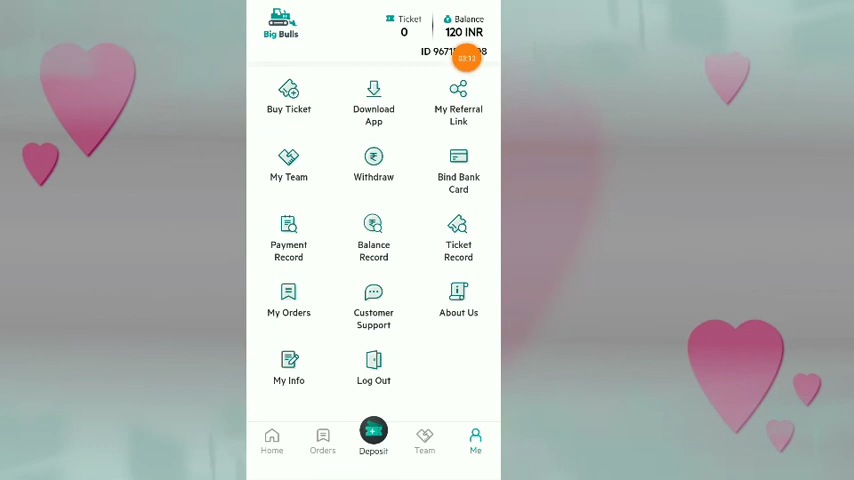 Big Bulls
Ticket
0
Balance
120 INR
03:13
Buy Ticket
Download
App
My Referral
Link
My Team
Withdraw
Bind Bank
Card
Payment
Record
Balance
Record
Ticket
Record
My Orders
Customer
Support
About Us
My Info
Log Out
Home
Orders
Deposit
Team
Me